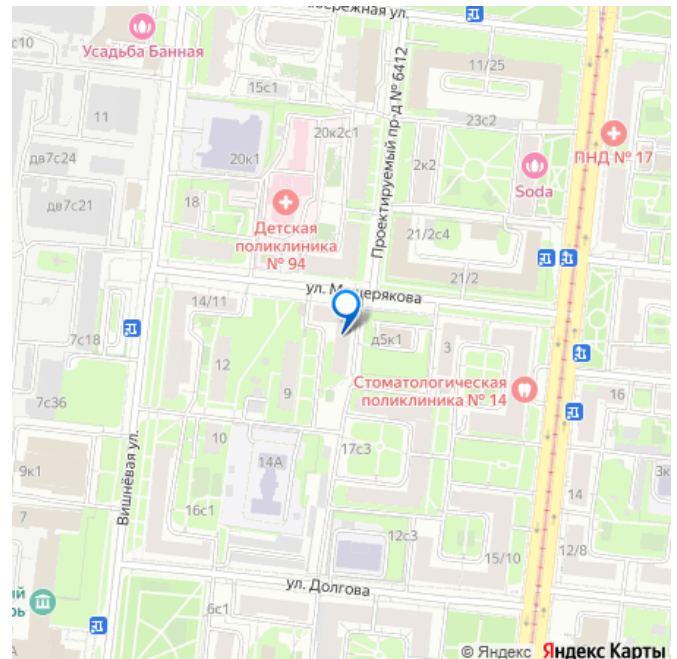 бережная ул.
Усадьба Банная
с10
15с1
11/25
11
20к2с1
23с2
Проектируемый пр-д № 6412
ПНД № 17
дв7с24
20к1
2к2
Soda
дв7с21
18
Детская
поликлиника
№ 94
21/2с4
21/2
14/11
ул. Мещерякова
7с18
д5к1
3
12
9
Стоматологическая
поликлиника № 14
16
7с36
Вишнёвая ул.
10
17с3
9к1
14А
3к
14
7
16с1
12с3
15/10
12/8
ул. Долгова
6с1
© Яндекс Яндекс Карты